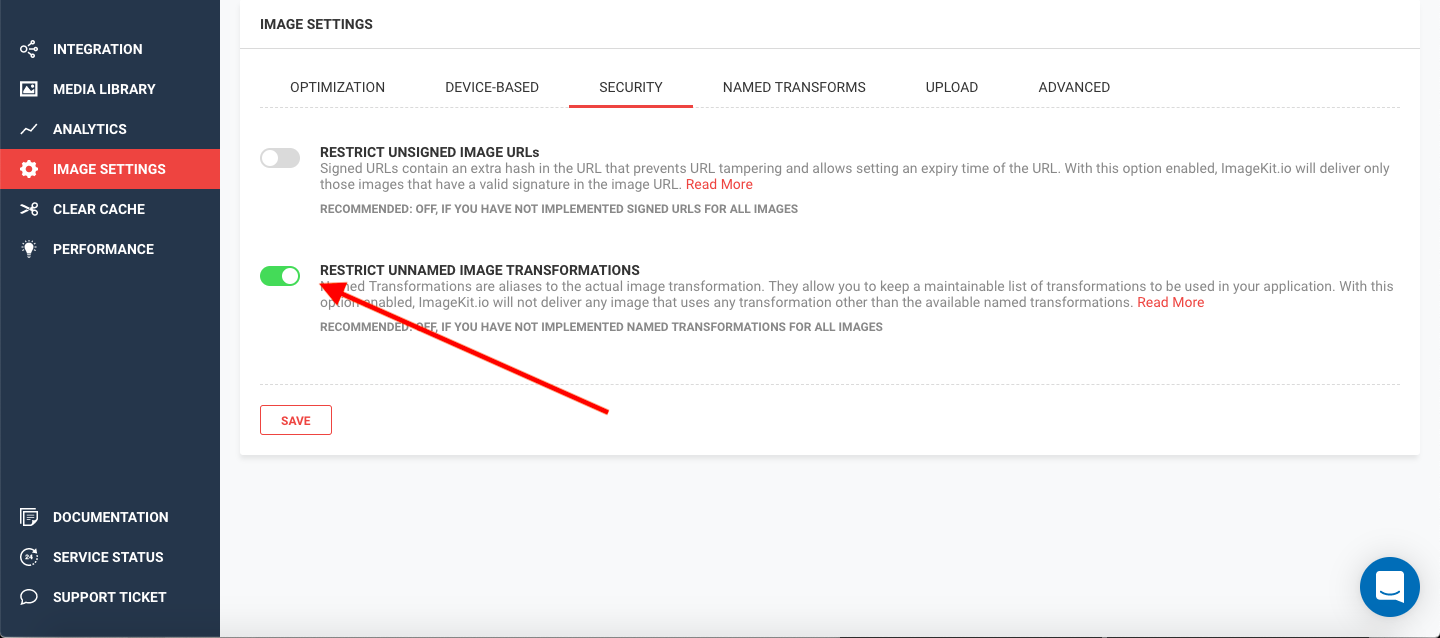 IMAGE SETTINGS
INTEGRATION
MEDIA LIBRARY
ANALYTICS
IMAGE SETTINGS
CLEAR CACHE
PERFORMANCE
DOCUMENTATION
24
SERVICE STATUS
SUPPORT TICKET
OPTIMIZATION DEVICE-BASED SECURITY NAMED TRANSFORMS UPLOAD ADVANCED
RESTRICT UNSIGNED IMAGE URLs
Signed URLs contain an extra hash in the URL that prevents URL tampering and allows setting an expiry time of the URL. With this option enabled, ImageKit.io will deliver only
those images that have a valid signature in the image URL. Read More
RECOMMENDED: OFF, IF YOU HAVE NOT IMPLEMENTED SIGNED URLS FOR ALL IMAGES
RESTRICT UNNAMED IMAGE TRANSFORMATIONS
Named Transformations are aliases to the actual image transformation. They allow you to keep a maintainable list of transformations to be used in your application. With this
option enabled, ImageKit.io will not deliver any image that uses any transformation other than the available named transformations. Read More
RECOMMENDED: OFF, IF YOU HAVE NOT IMPLEMENTED NAMED TRANSFORMATIONS FOR ALL IMAGES
SAVE